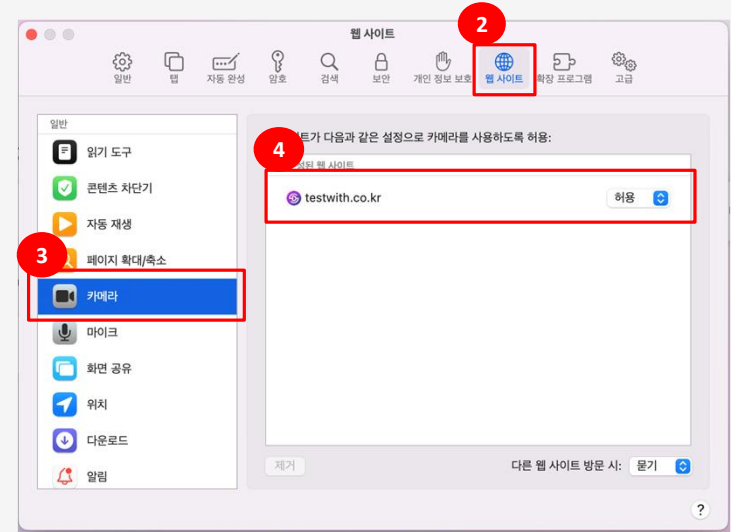 웹 사이트
2
일반
탭
자동 완성
암호
검색
보안
개인 정보 보호
웹 사이트
확장 프로그램
고급
일반
읽기 도구
콘텐츠 차단기
자동 재생
3
페이지 확대/축소
카메라
마이크
화면 공유
위치
다운로드
알림
4
다음과 같은 설정으로 카메라를 사용하도록 허용:
웹 사이트
testwith.co.kr
허용
제거
다른 웹 사이트 방문 시:
묻기
?